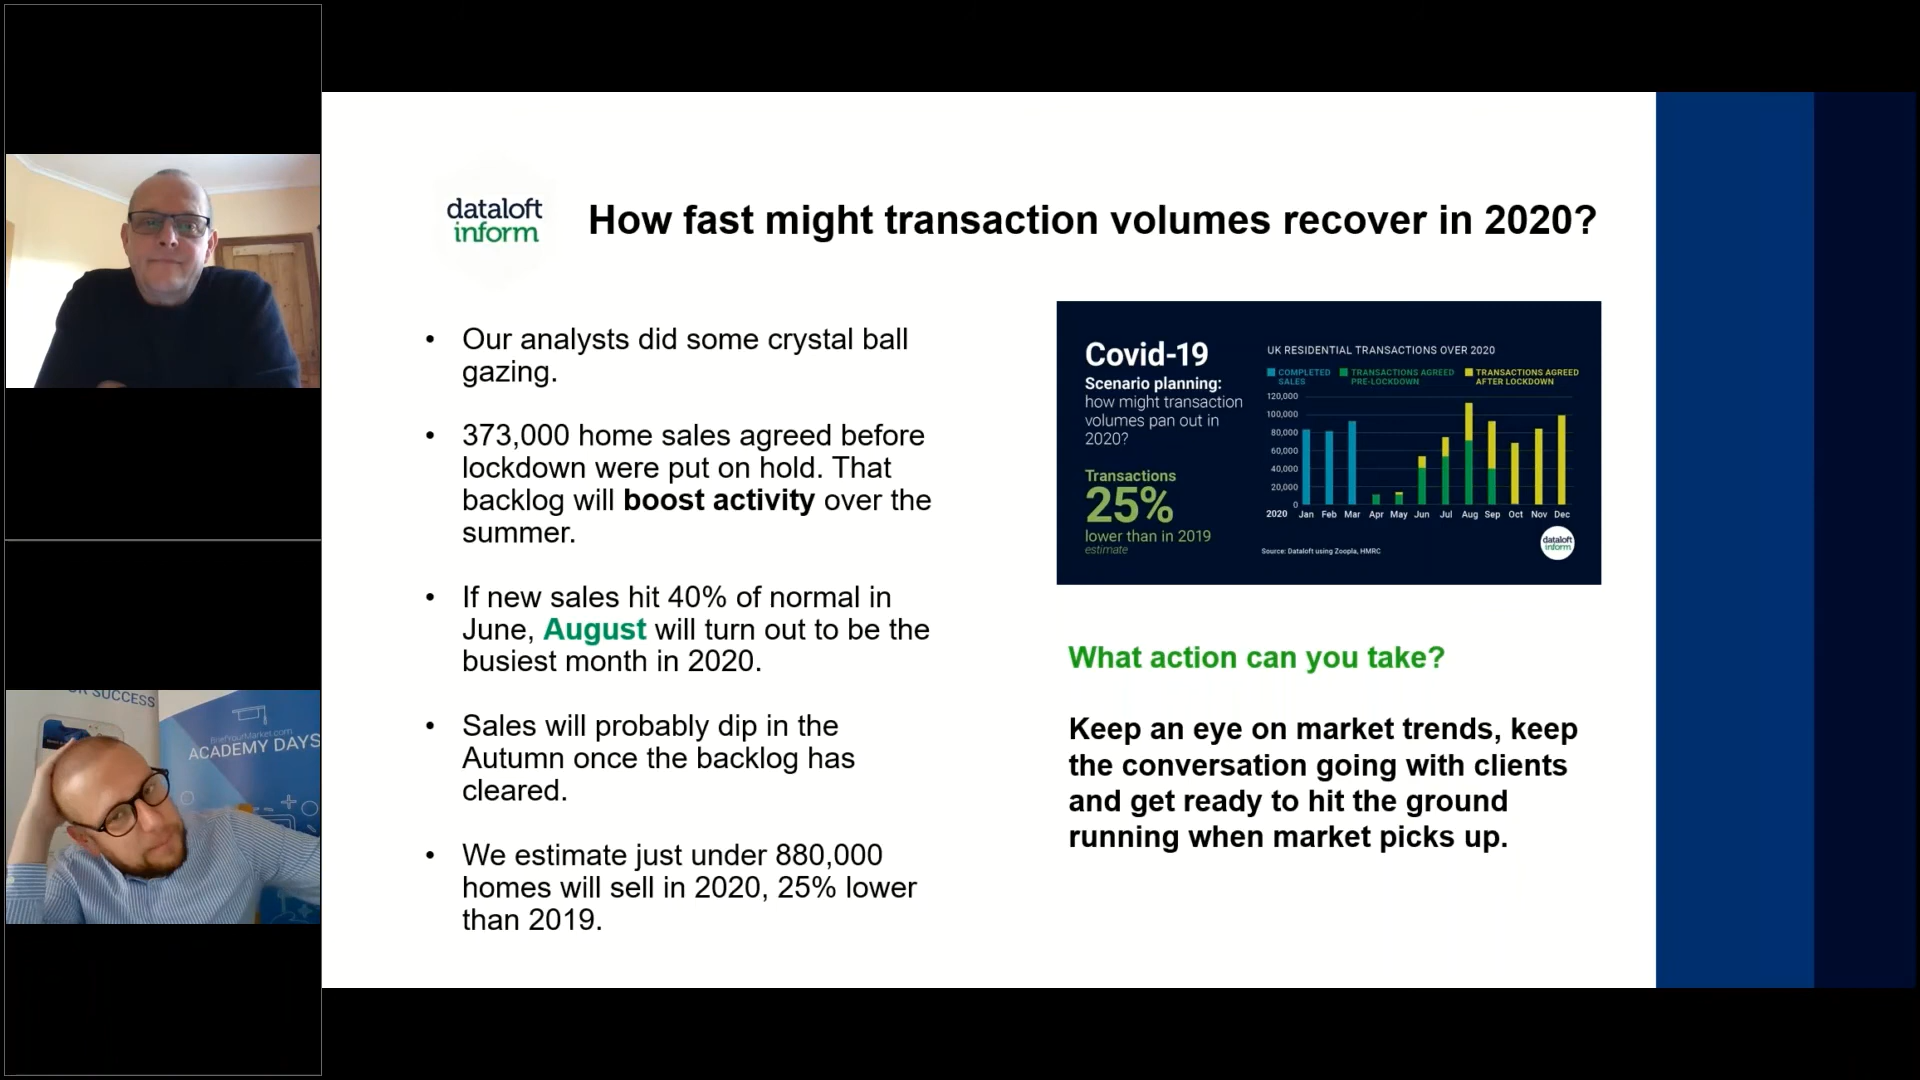 dataloft
inform
How fast might transaction volumes recover in 2020?
• Our analysts did some crystal ball
gazing.
• 373,000 home sales agreed before
lockdown were put on hold. That
backlog will boost activity over the
summer.
• If new sales hit 40% of normal in
June, August will turn out to be the
busiest month in 2020.
• Sales will probably dip in the
Autumn once the backlog has
cleared.
• We estimate just under 880,000
homes will sell in 2020, 25% lower
than 2019.
Covid-19
Scenario planning:
how might transaction
volumes pan out in
2020?
Transactions
25%
lower than in 2019
estimate
UK RESIDENTIAL TRANSACTIONS OVER 2020
COMPLETED
SALES
TRANSACTIONS AGREED
PRE-LOCKDOWN
TRANSACTIONS AGREED
AFTER LOCKDOWN
120,000
100,000
80,000
60,000
40,000
20,000
0
2020 Jan Feb Mar Apr May Jun Jul Aug Sep Oct Nov Dec
Source: Dataloft using Zoopla, HMRC
dataloft
inform
What action can you take?
Keep an eye on market trends, keep
the conversation going with clients
and get ready to hit the ground
running when market picks up.
SUCCESS
BriefYourMarket.com
ACADEMY DAYS